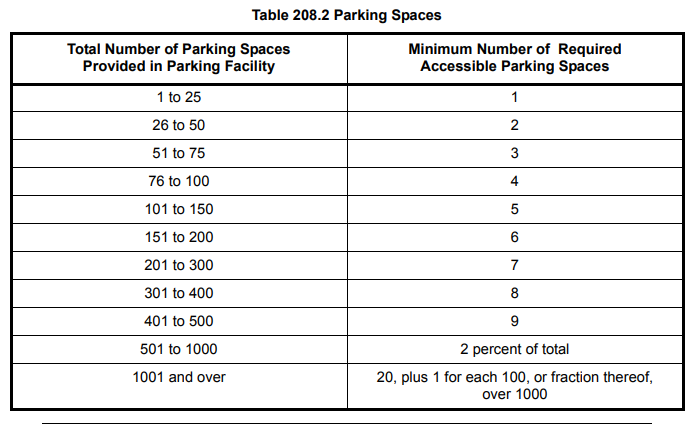 Table 208.2 Parking Spaces
Total Number of Parking Spaces
Provided in Parking Facility
Minimum Number of Required
Accessible Parking Spaces
1 to 25
1
26 to 50
2
51 to 75
3
76 to 100
4
101 to 150
5
151 to 200
6
201 to 300
7
301 to 400
8
401 to 500
9
501 to 1000
2 percent of total
1001 and over
20, plus 1 for each 100, or fraction thereof,
over 1000